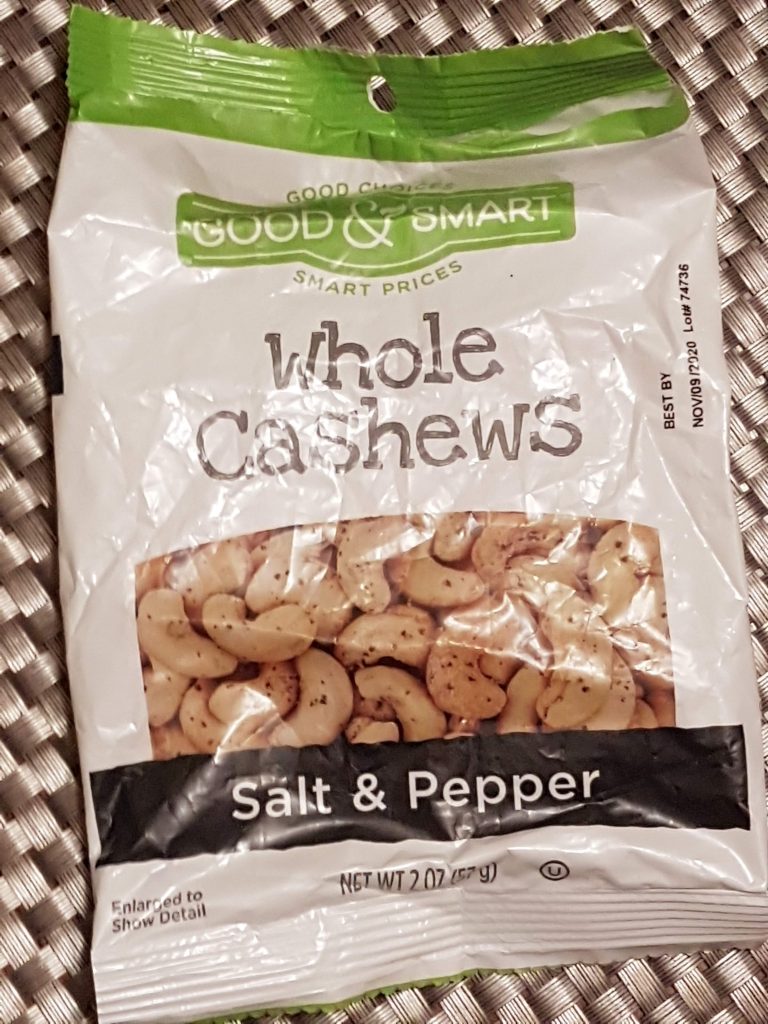 GOOD CHOICES
GOOD & SMART
SMART PRICES
Whole
Cashews
BEST BY
NOV/09/2020 Lot# 74736
Salt & Pepper
NET WT 2 OZ (57 g)
U
Enlarged to
Show Detail